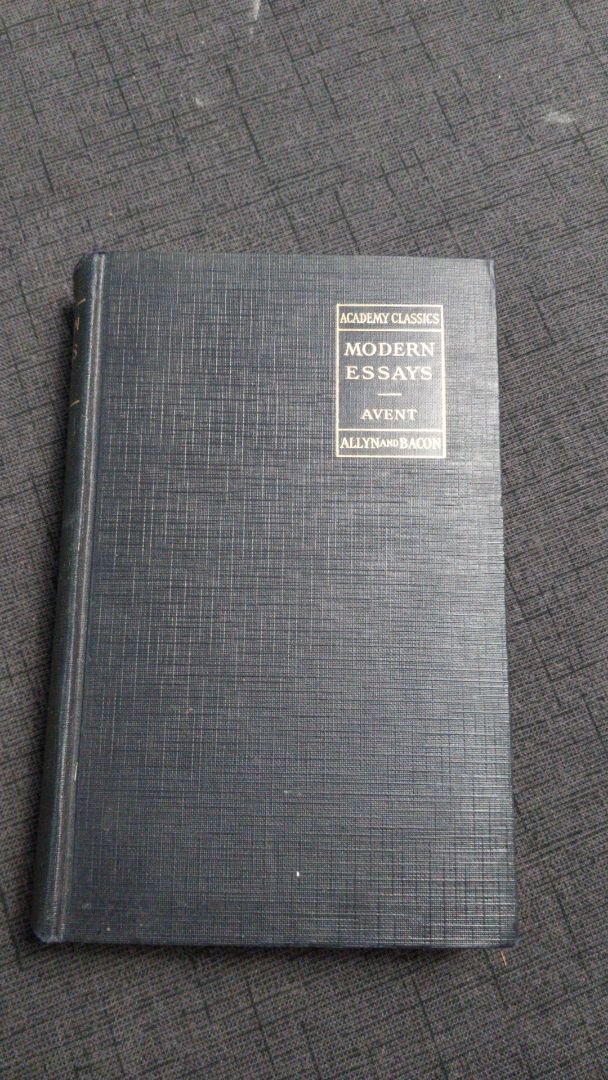 ACADEMY CLASSICS
MODERN
ESSAYS
AVENT
ALLYN AND BACON